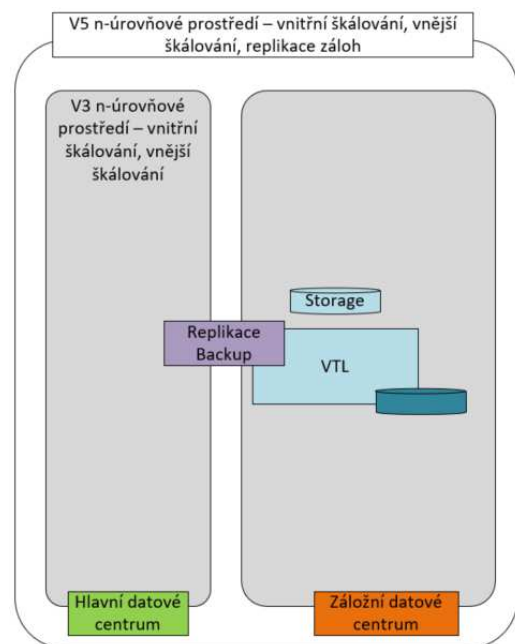 V5 n-úrovňové prostředí – vnitřní škálování, vnější
škálování, replikace záloh
V3 n-úrovňové
prostředí – vnitřní
škálování, vnější
škálování
Storage
Replikace
Backup
VTL
Hlavní datové
centrum
Záložní datové
centrum